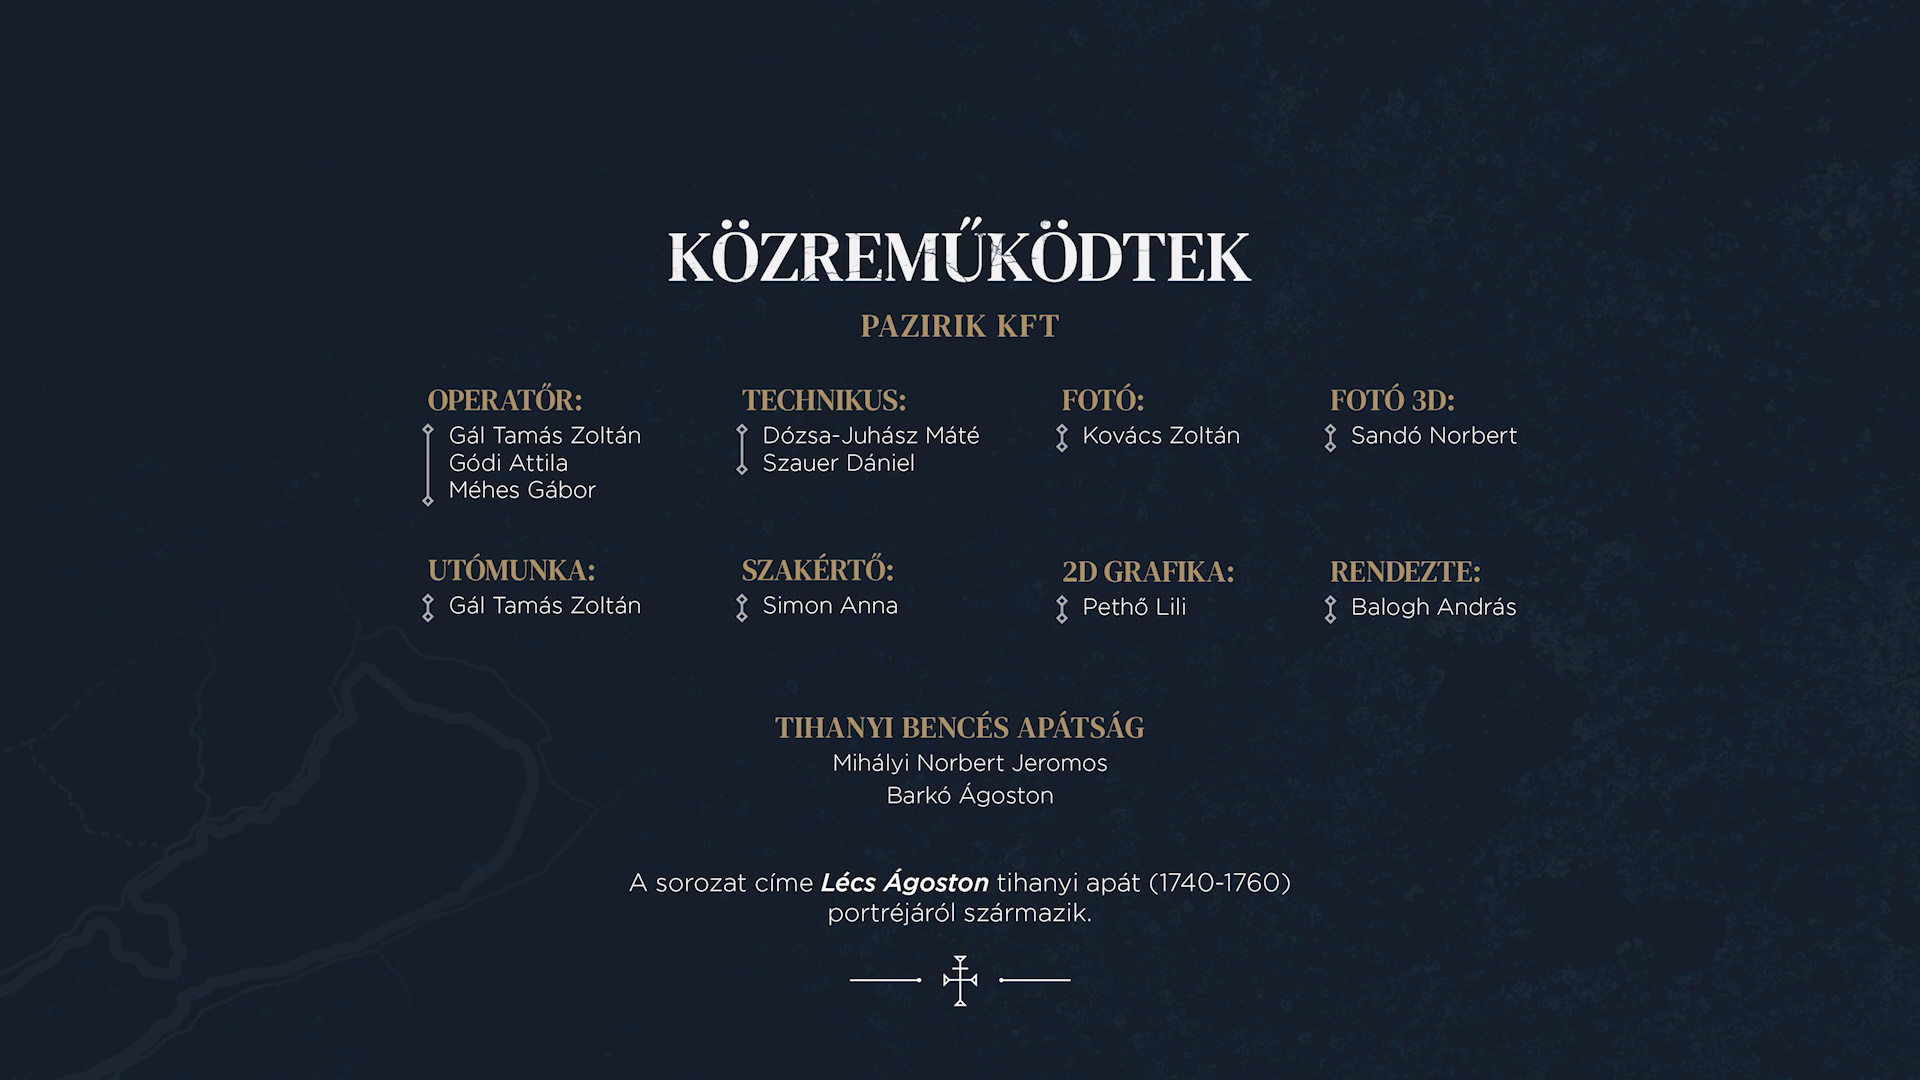 KÖZREMŰKÖDTEK
PAZIRIK KFT
OPERATŐR:
Gál Tamás Zoltán
Gódi Attila
Méhes Gábor
TECHNIKUS:
Dózsa-Juhász Máté
Szauer Dániel
FOTÓ:
Kovács Zoltán
FOTÓ 3D:
Sandó Norbert
UTÓMUNKA:
Gál Tamás Zoltán
SZAKÉRTŐ:
Simon Anna
2D GRAFIKA:
Pethő Lili
RENDEZTE:
Balogh András
TIHANYI BENCÉS APÁTSÁG
Mihályi Norbert Jeromos
Barkó Ágoston
A sorozat címe Lécs Ágoston tihanyi apát (1740-1760)
portréjáról származik.